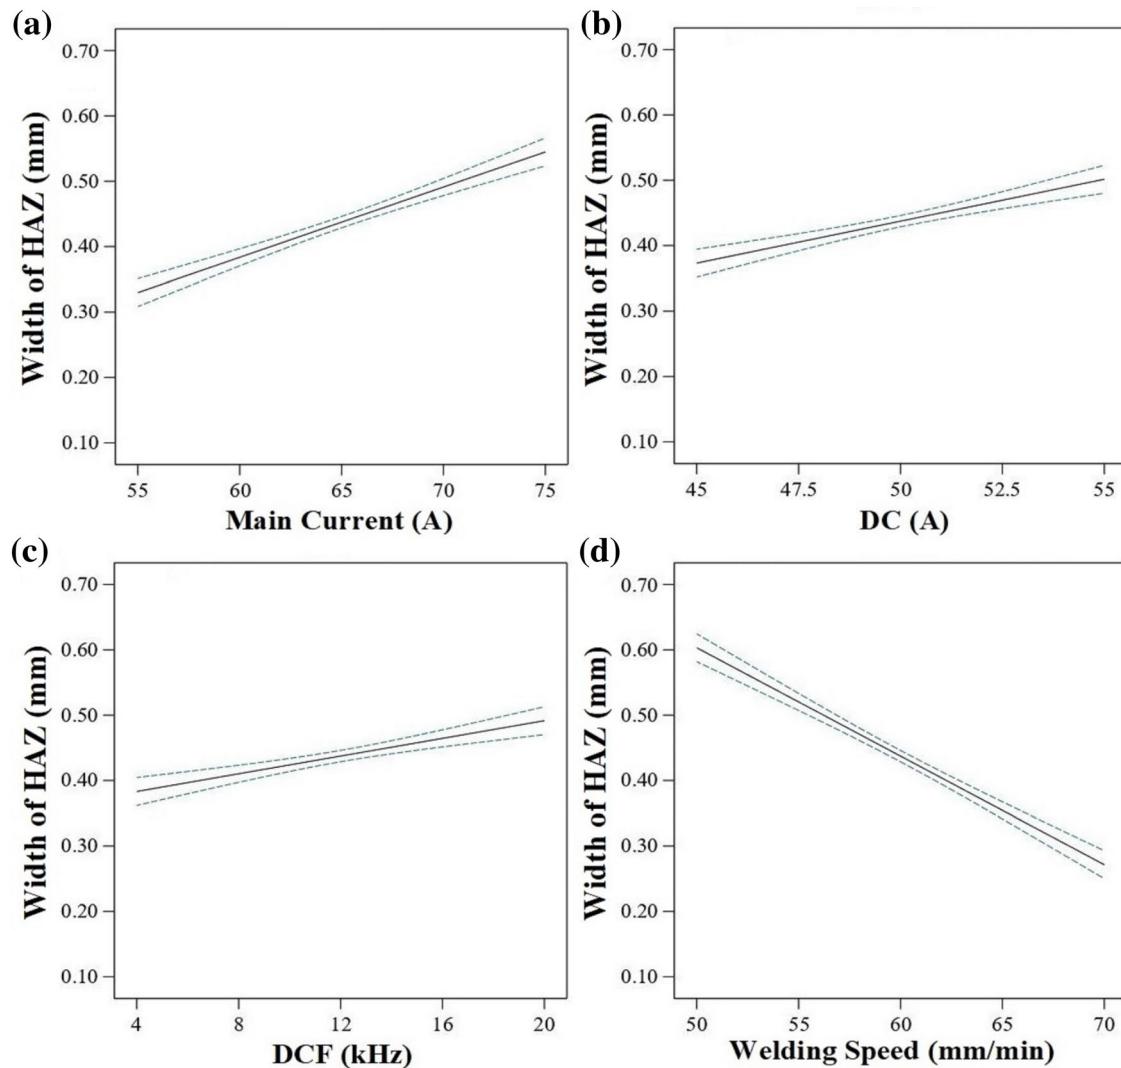 (a)
Width of HAZ (mm)
0.70
0.60
0.50
0.40
0.30
0.20
0.10
55 60 65 70 75
Main Current (A)
(b)
Width of HAZ (mm)
0.70
0.60
0.50
0.40
0.30
0.20
0.10
45 47.5 50 52.5 55
DC (A)
(c)
Width of HAZ (mm)
0.70
0.60
0.50
0.40
0.30
0.20
0.10
4 8 12 16 20
DCF (kHz)
(d)
Width of HAZ (mm)
0.70
0.60
0.50
0.40
0.30
0.20
0.10
50 55 60 65 70
Welding Speed (mm/min)